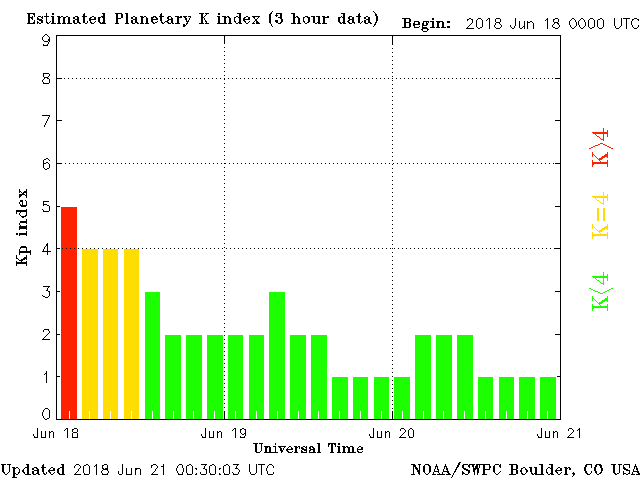 Estimated Planetary K index (3 hour data)
Begin: 2018 Jun 18 0000 UTC
9
8
7
6
5
4
3
2
1
0
Kp index
K>4
K=4
K<4
Jun 18
Jun 19
Jun 20
Jun 21
Universal Time
Updated 2018 Jun 21 00:30:03 UTC
NOAA/SWPC Boulder, CO USA